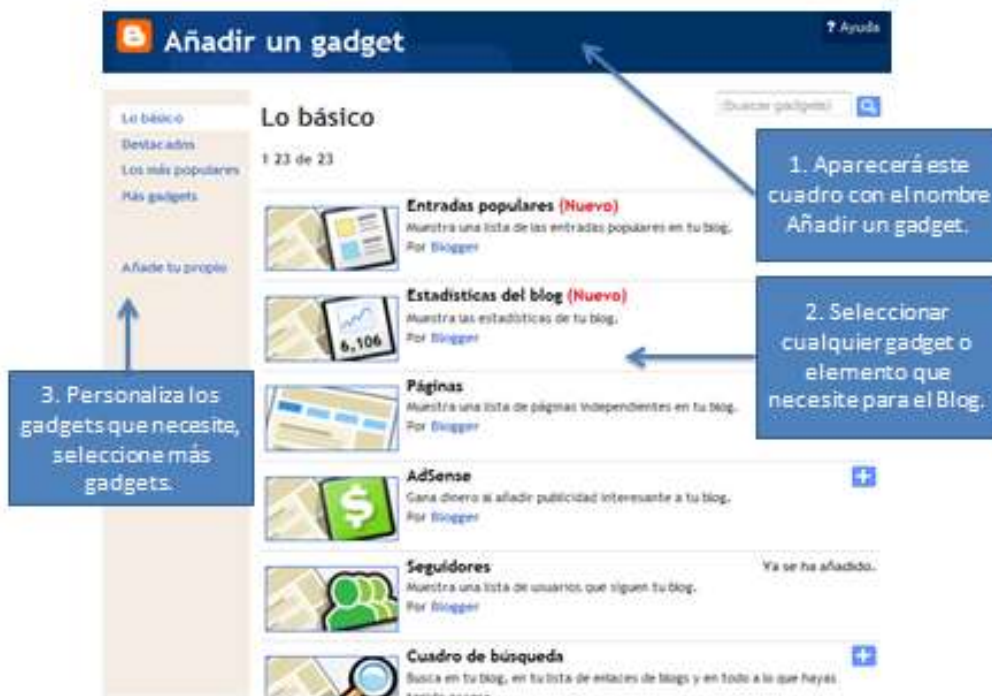 Añadir un gadget
? Ayuda
Lo básico
Destacados
Los más populares
Más gadgets
Añade tu propio
Lo básico
(Buscar gadgets)
1 23 de 23
Entradas populares (Nuevo)
Muestra una lista de las entradas populares en tu blog.
Por Blogger
Estadísticas del blog (Nuevo)
Muestra las estadísticas de tu blog.
Por Blogger
6,106
Páginas
Muestra una lista de páginas independientes en tu blog.
Por Blogger
AdSense
Gana dinero al añadir publicidad interesante a tu blog.
Por Blogger
Seguidores
Ya se ha añadido.
Muestra una lista de usuarios que siguen tu blog.
Por Blogger
Cuadro de búsqueda
Busca en tu blog, en tu lista de enlaces de blogs y en todo a lo que hayas
1. Aparecerá este
cuadro con el nombre
Añadir un gadget.
2. Seleccionar
cualquier gadget o
elemento que
necesite para el Blog.
3. Personaliza los
gadgets que necesite,
seleccione más
gadgets.